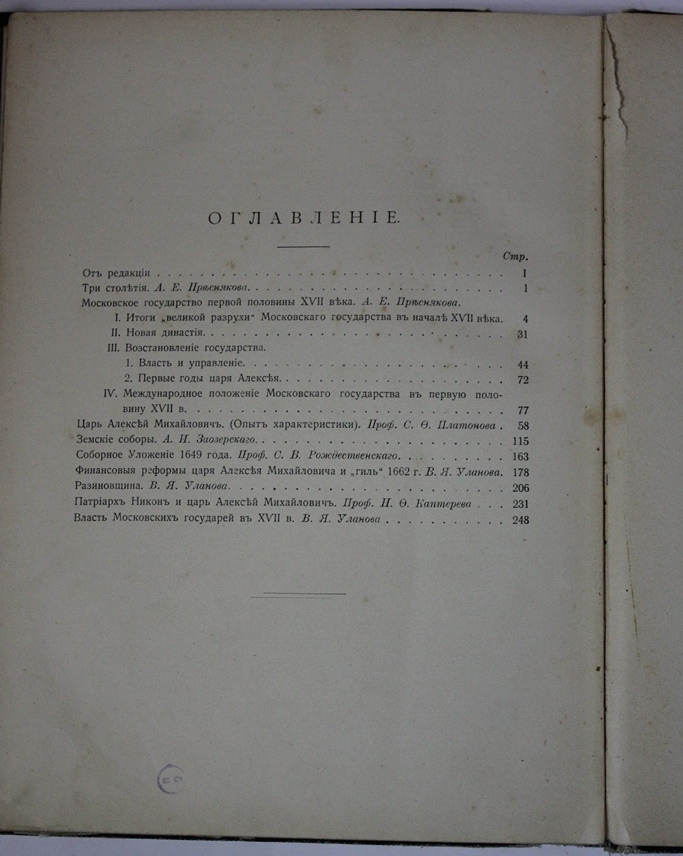 ОГЛАВЛЕНІЕ.
Стр.
Отъ редакціи . . . . . . . . . . . . . . . . . . . . . . . . . . . . I
Три столѣтія. А. Е. Прѣснякова. . . . . . . . . . . . . . . . . . . . . 1
Московское государство первой половины XVII вѣка. А. Е. Прѣснякова.
I. Итоги „великой разрухи“ Московскаго государства въ началѣ XVII вѣка. 4
II. Новая династія. . . . . . . . . . . . . . . . . . . . . . . . . 31
III. Возстановленіе государства.
1. Власть и управленіе. . . . . . . . . . . . . . . . . . . . . . 44
2. Первые годы царя Алексѣя. . . . . . . . . . . . . . . . . . . 72
IV. Международное положеніе Московскаго государства въ первую поло-
вину XVII в. . . . . . . . . . . . . . . . . . . . . . . . . . 77
Царь Алексѣй Михайловичъ. (Опытъ характеристики). Проф. С. Ѳ. Платонова . 58
Земскіе соборы. А. И. Заозерскаго. . . . . . . . . . . . . . . . . . . . 115
Соборное Уложеніе 1649 года. Проф. С. В. Рождественскаго. . . . . . . . . 163
Финансовыя реформы царя Алексѣя Михайловича и „гиль“ 1662 г. В. Я. Уланова. 178
Разиновщина. В. Я. Уланова. . . . . . . . . . . . . . . . . . . . . . . 206
Патріархъ Никонъ и царь Алексѣй Михайловичъ. Проф. Н. Ѳ. Каптерева . . . 231
Власть Московскихъ государей въ XVII в. В. Я. Уланова . . . . . . . . . . 248